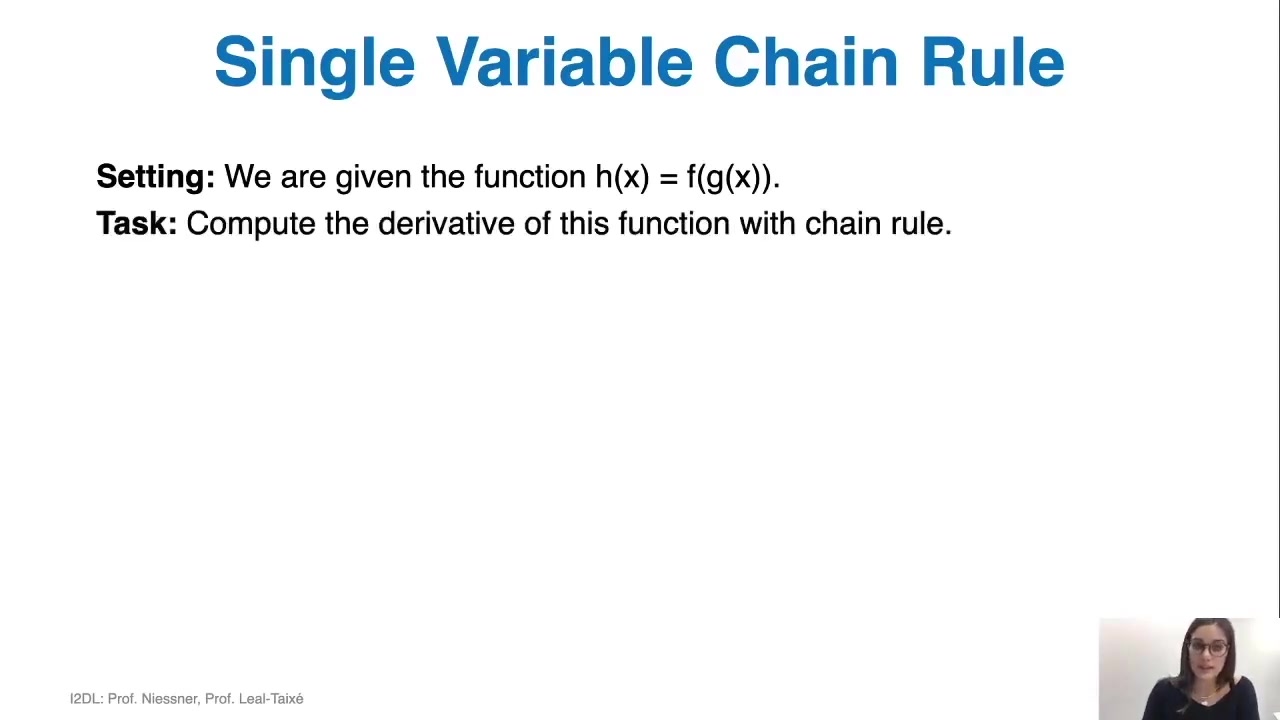 Single Variable Chain Rule
Setting: We are given the function h(x) = f(g(x)).
Task: Compute the derivative of this function with chain rule.
I2DL: Prof. Niessner, Prof. Leal-Taixé